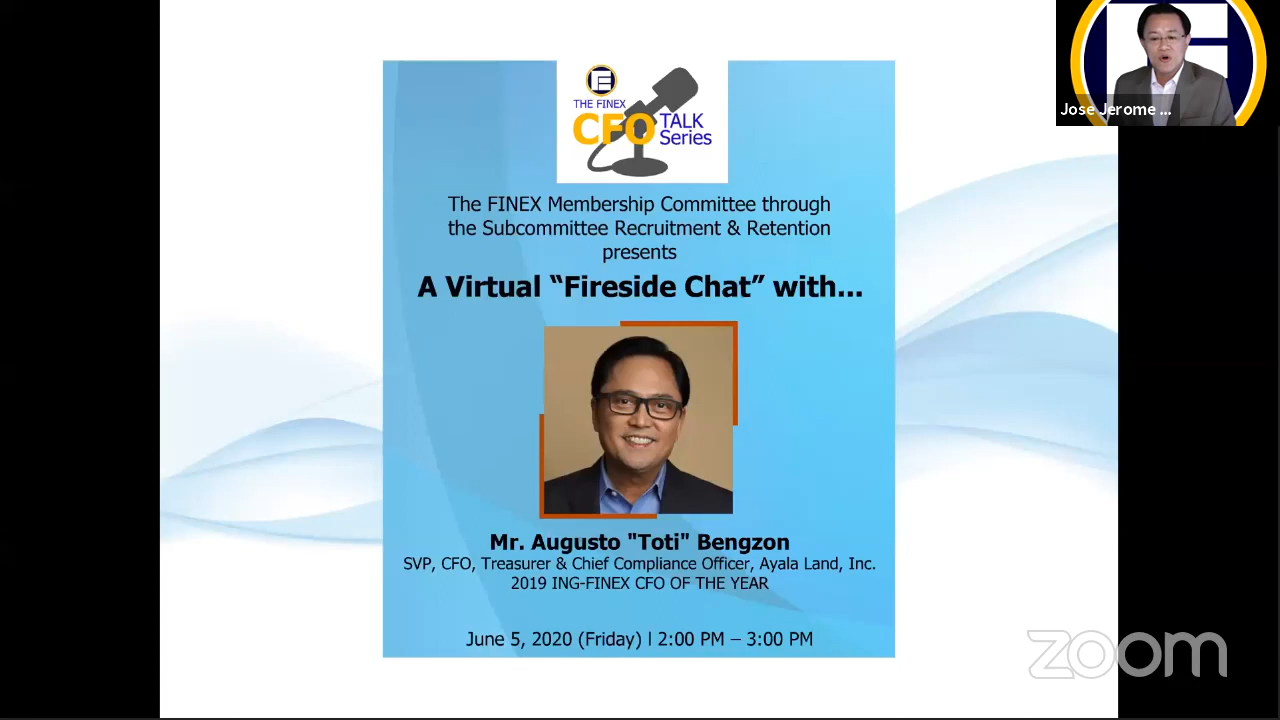 THE FINEX
CFO TALK
Series
The FINEX Membership Committee through
the Subcommittee Recruitment & Retention
presents
A Virtual “Fireside Chat” with...
Mr. Augusto "Toti" Bengzon
SVP, CFO, Treasurer & Chief Compliance Officer, Ayala Land, Inc.
2019 ING-FINEX CFO OF THE YEAR
June 5, 2020 (Friday) l 2:00 PM – 3:00 PM
Jose Jerome ...
zoom